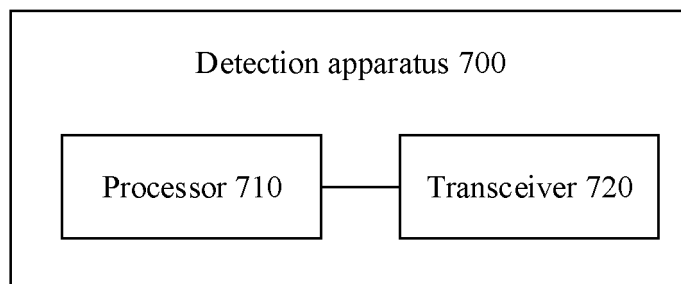 Detection apparatus 700
Processor 710
Transceiver 720